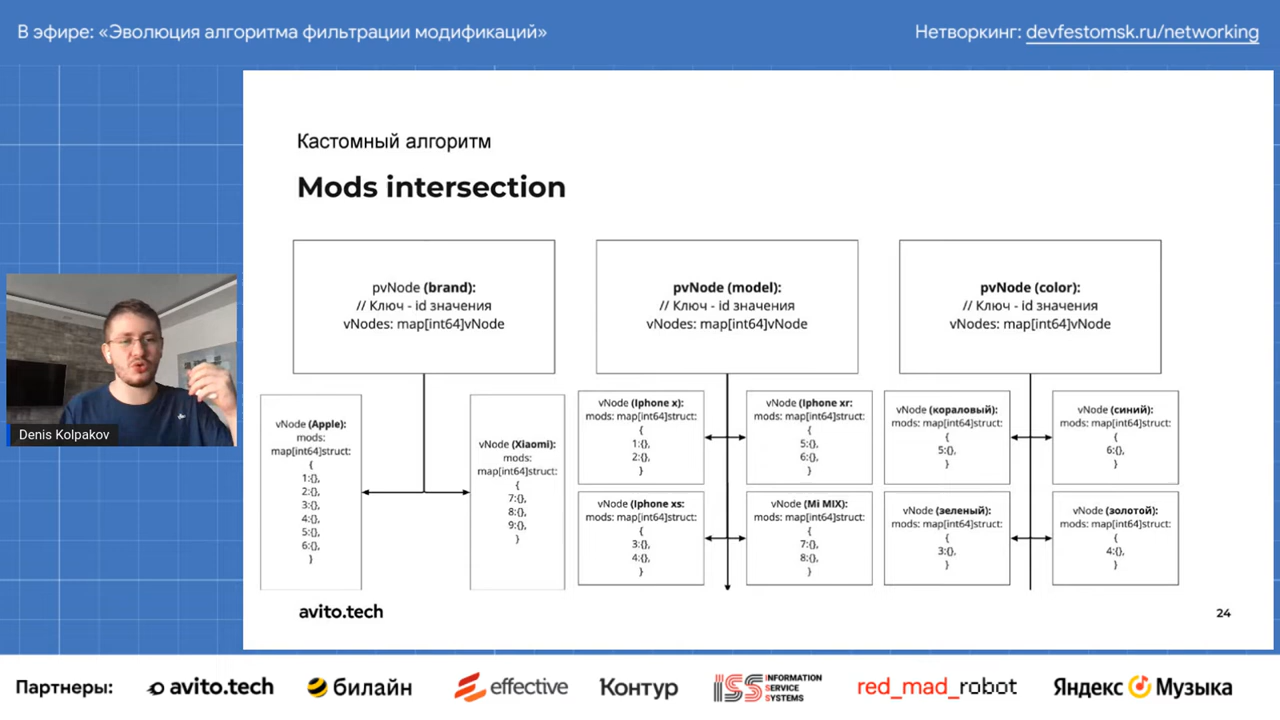 В эфире: «Эволюция алгоритма фильтрации модификаций»
Нетворкинг: devfestomsk.ru/networking
Кастомный алгоритм
Mods intersection
pvNode (brand):
// Ключ - id значения
vNodes: map[int64]vNode
pvNode (model):
// Ключ - id значения
vNodes: map[int64]vNode
pvNode (color):
// Ключ - id значения
vNodes: map[int64]vNode
vNode (Apple):
mods:
map[int64]struct:
{
1:{},
2:{},
3:{},
4:{},
5:{},
6:{},
}
vNode (Xiaomi):
mods:
map[int64]struct:
{
7:{},
8:{},
9:{},
}
vNode (Iphone x):
mods: map[int64]struct:
{
1:{},
2:{},
}
vNode (Iphone xr:
mods: map[int64]struct:
{
5:{},
6:{},
}
vNode (Iphone xs:
mods: map[int64]struct:
{
3:{},
4:{},
}
vNode (Mi MIX):
mods: map[int64]struct:
{
7:{},
8:{},
}
vNode (кораловый):
mods: map[int64]struct:
{
5:{},
}
vNode (синий):
mods: map[int64]struct:
{
6:{},
}
vNode (зеленый):
mods: map[int64]struct:
{
3:{},
}
vNode (золотой):
mods: map[int64]struct:
{
4:{},
}
Denis Kolpakov
avito.tech
24
Партнеры:
avito.tech
билайн
effective
Контур
ISS INFORMATION
SERVICE
SYSTEMS
red_mad_robot
Яндекс Музыка